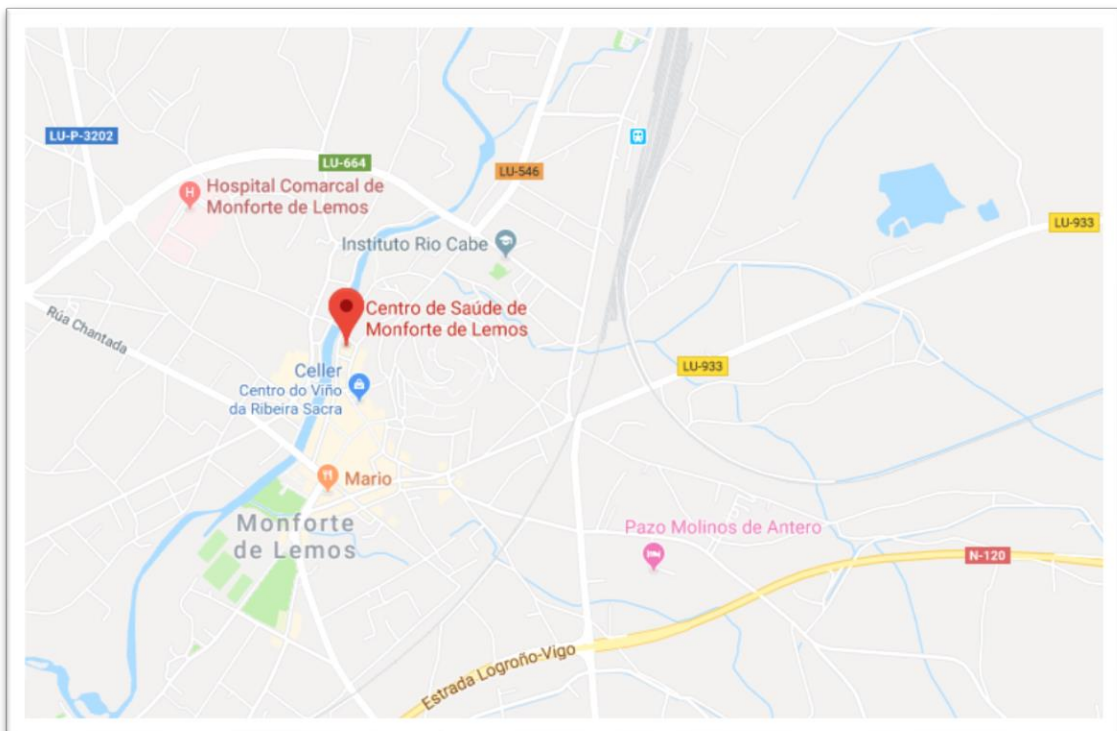 LU-P-3202
LU-664
LU-546
Hospital Comarcal de
Monforte de Lemos
LU-933
Instituto Rio Cabe
Rúa Chantada
Centro de Saúde de
Monforte de Lemos
LU-933
Celler
Centro do Viño
da Ribeira Sacra
Mario
Monforte
de Lemos
Pazo Molinos de Antero
N-120
Estrada Logroño-Vigo
H